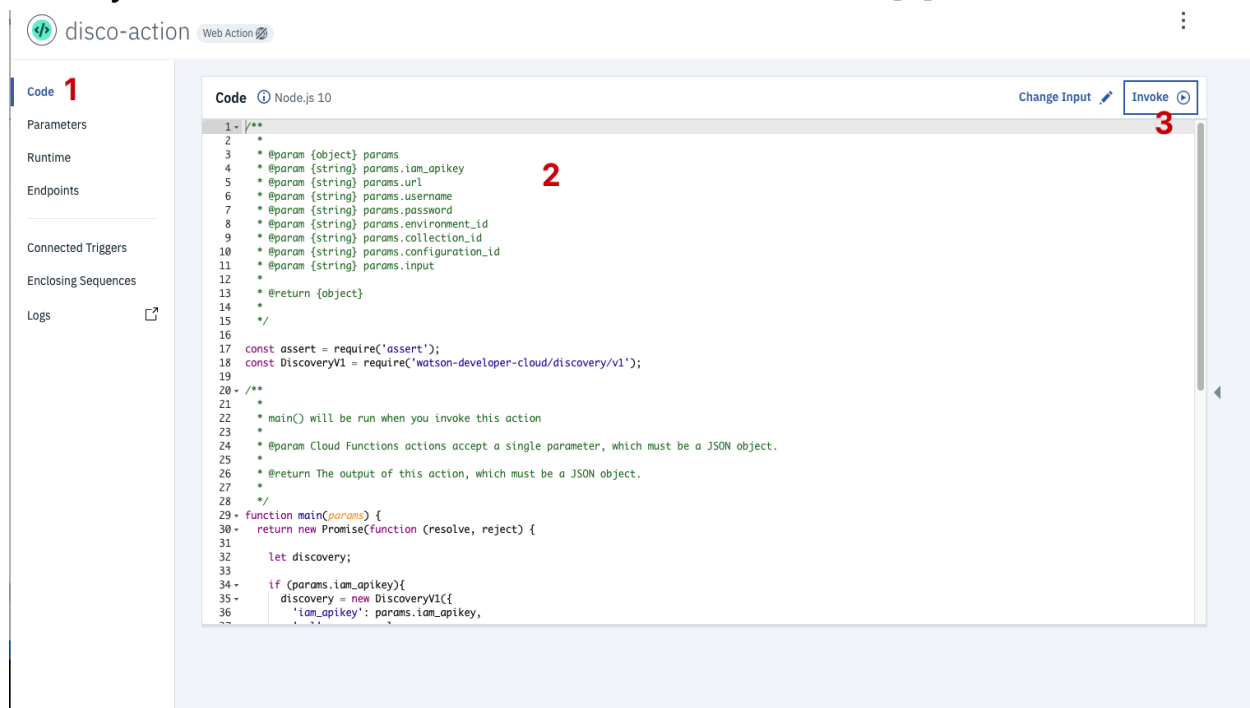 disco-action Web Action
Code 1
Parameters
Runtime
Endpoints
Connected Triggers
Enclosing Sequences
Logs
Code Node.js 10 Change Input Invoke
3
2
1 /**
2 *
3 * @param {object} params
4 * @param {string} params.iam_apikey
5 * @param {string} params.url
6 * @param {string} params.username
7 * @param {string} params.password
8 * @param {string} params.environment_id
9 * @param {string} params.collection_id
10 * @param {string} params.configuration_id
11 * @param {string} params.input
12 *
13 * @return {object}
14 *
15 */
16
17 const assert = require('assert');
18 const DiscoveryV1 = require('watson-developer-cloud/discovery/v1');
19
20 /**
21 *
22 * main() will be run when you invoke this action
23 *
24 * @param Cloud Functions actions accept a single parameter, which must be a JSON object.
25 *
26 * @return The output of this action, which must be a JSON object.
27 *
28 */
29 function main(params) {
30 return new Promise(function (resolve, reject) {
31
32 let discovery;
33
34 if (params.iam_apikey){
35 discovery = new DiscoveryV1({
36 'iam_apikey': params.iam_apikey,